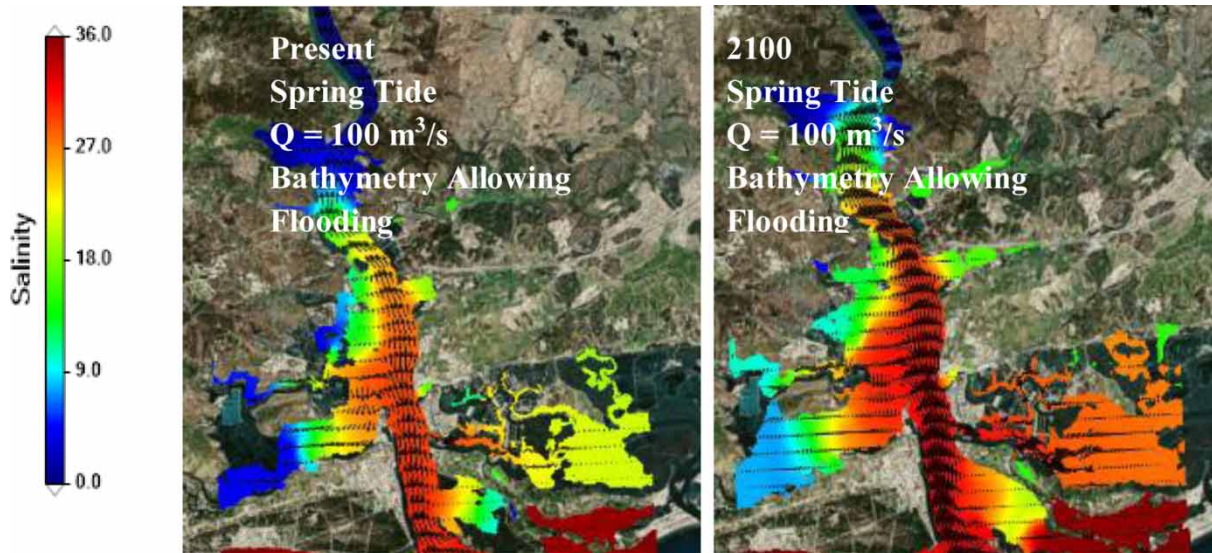 Salinity
36.0
27.0
18.0
9.0
0.0
Present
Spring Tide
Q = 100 m³/s
Bathymetry Allowing
Flooding
2100
Spring Tide
Q = 100 m³/s
Bathymetry Allowing
Flooding